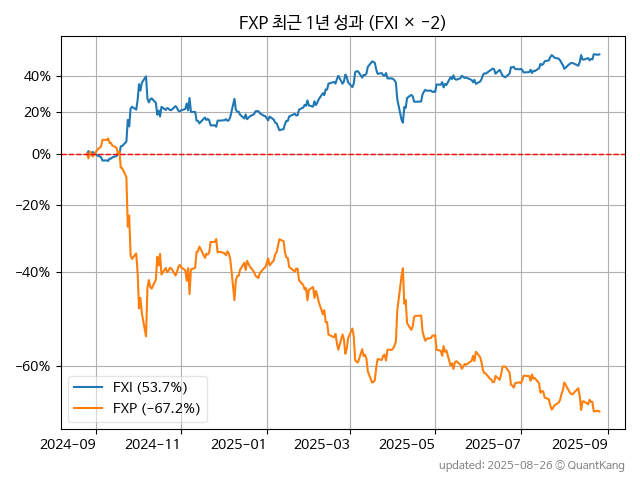 FXP 최근 1년 성과 (FXI × −2)
40%
20%
0%
−20%
−40%
−60%
FXI (53.7%)
FXP (−67.2%)
2024-09 2024-11 2025-01 2025-03 2025-05 2025-07 2025-09
updated: 2025-08-26 © QuantKang